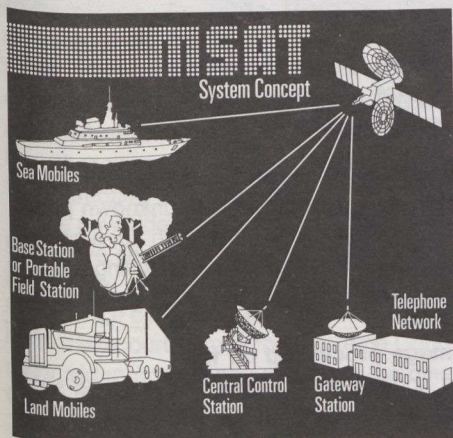 MSAT
System Concept
Sea Mobiles
Base Station
or Portable
Field Station
Land Mobiles
Central Control
Station
Gateway
Station
Telephone
Network